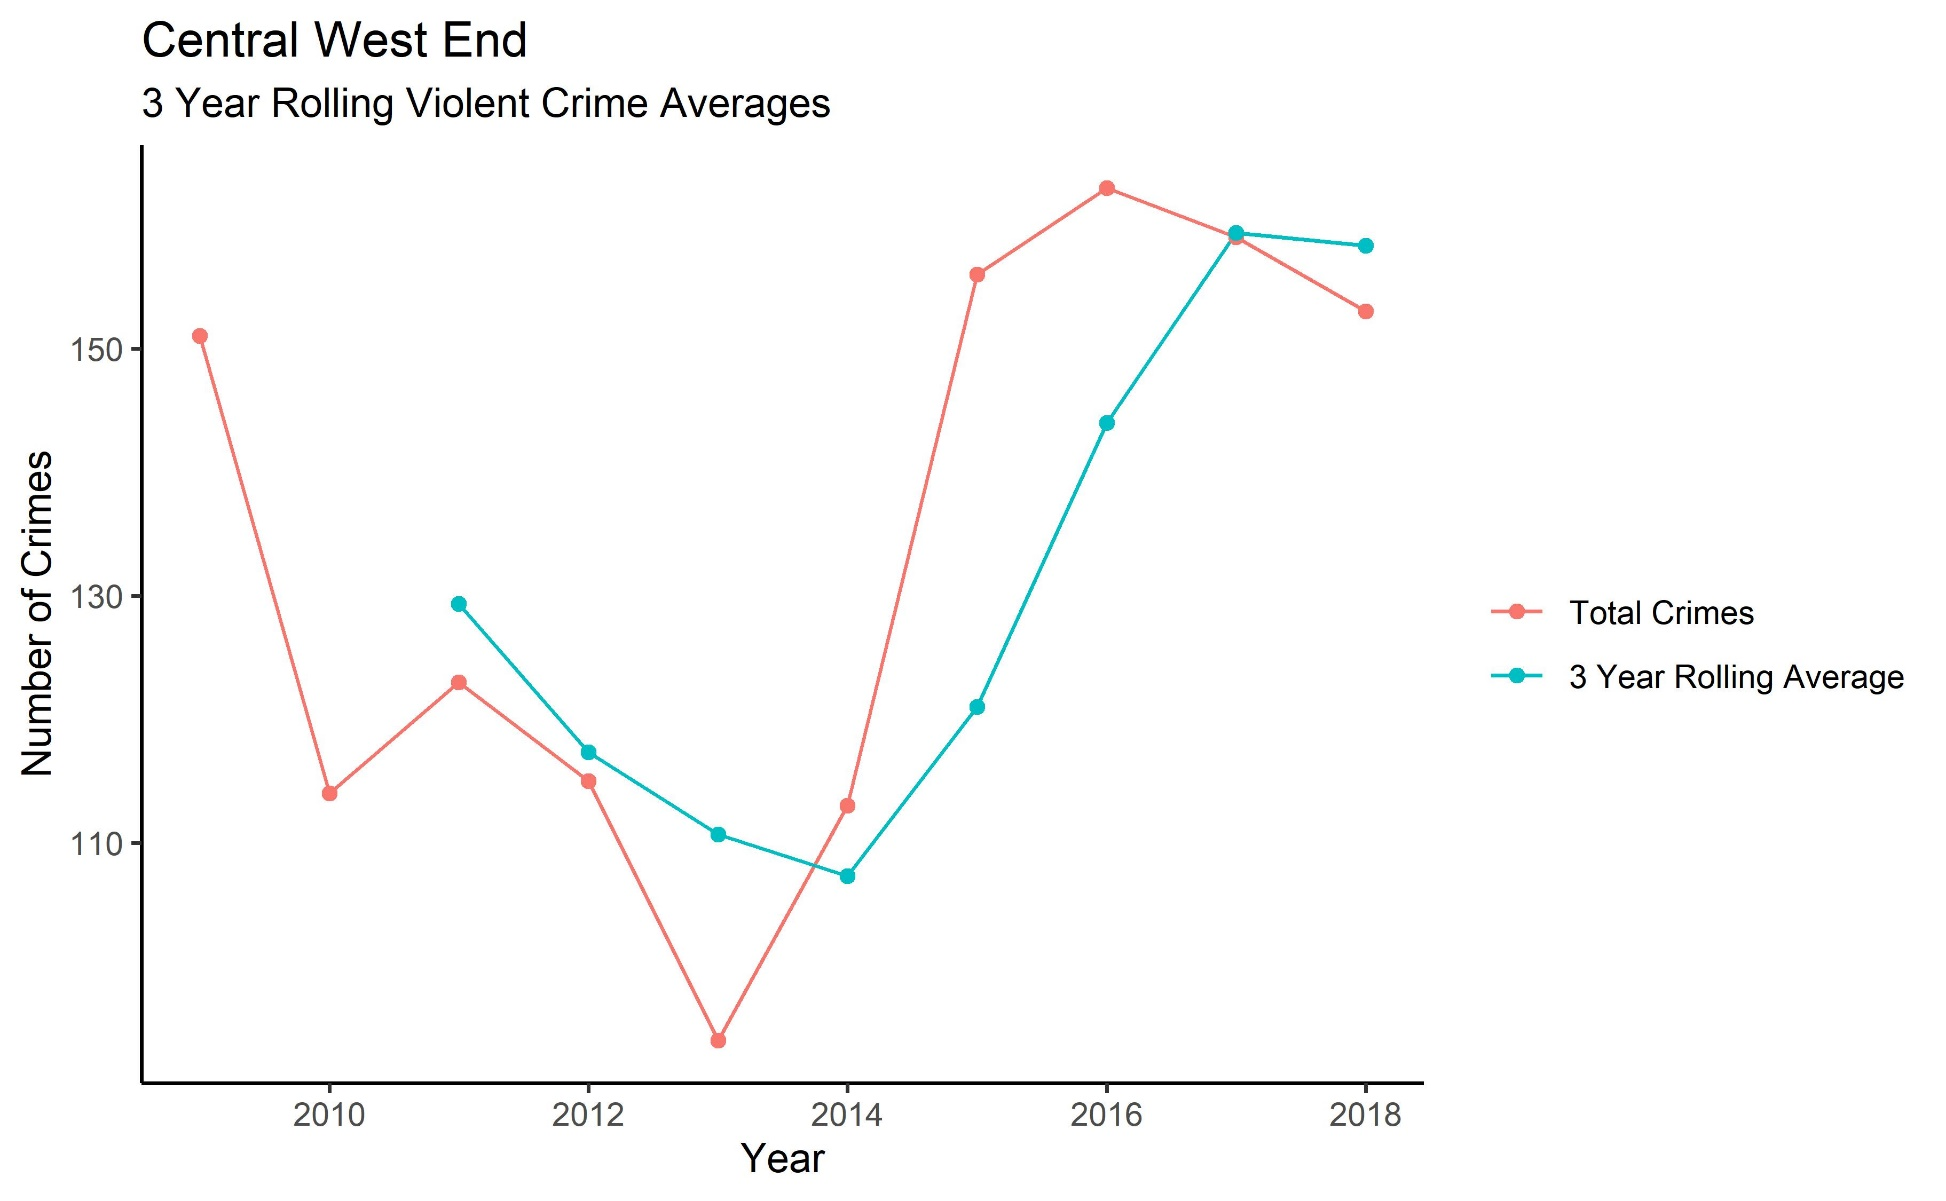 Central West End
3 Year Rolling Violent Crime Averages
Number of Crimes
150
130
110
2010 2012 2014 2016 2018
Year
Total Crimes
3 Year Rolling Average